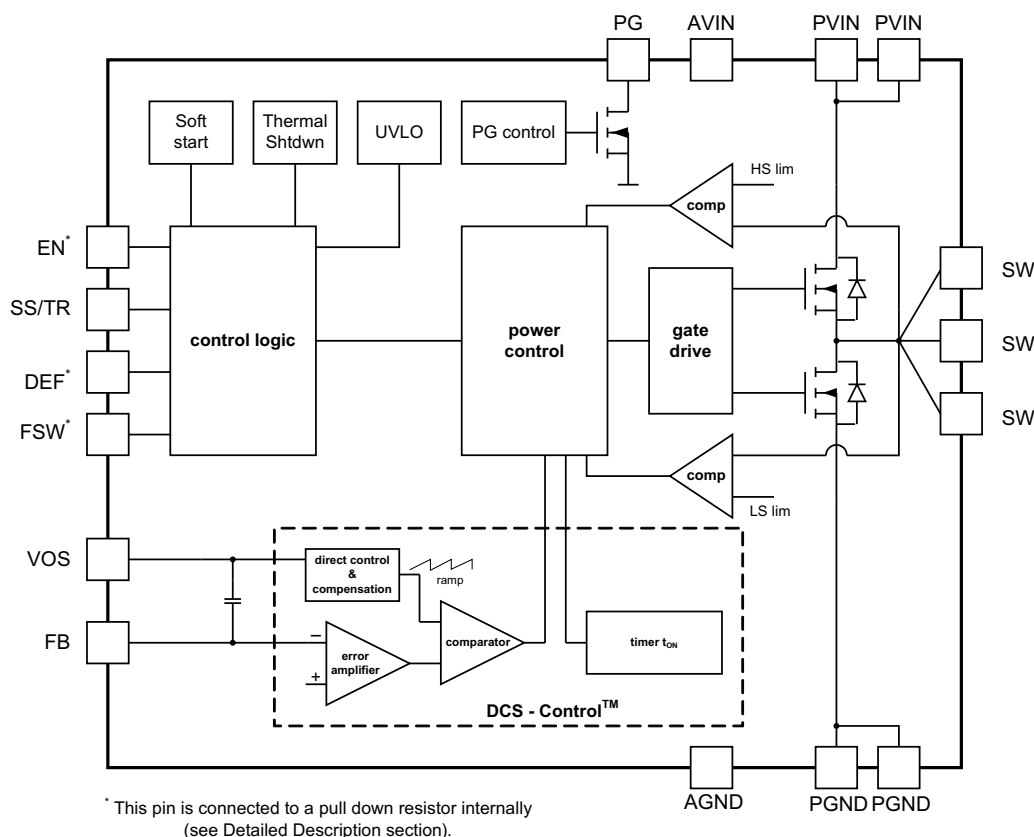 PG
AVIN
PVIN
PVIN
Soft
start
Thermal
Shtdwn
UVLO
PG control
HS lim
comp
EN*
SS/TR
DEF*
FSW*
control logic
power
control
gate
drive
SW
SW
SW
comp
LS lim
VOS
FB
direct control
&
compensation
ramp
–
+
error
amplifier
comparator
timer tON
DCS - Control™
AGND
PGND
PGND
* This pin is connected to a pull down resistor internally
(see Detailed Description section).